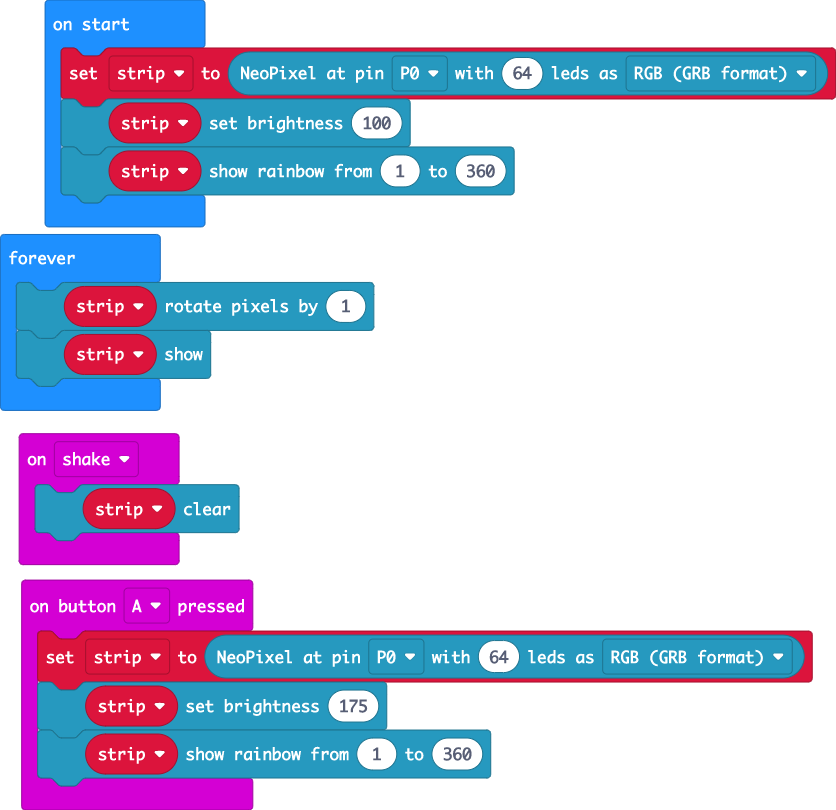 on start
set strip to NeoPixel at pin P0 with 64 leds as RGB (GRB format)
strip set brightness 100
strip show rainbow from 1 to 360
forever
strip rotate pixels by 1
strip show
on shake
strip clear
on button A pressed
set strip to NeoPixel at pin P0 with 64 leds as RGB (GRB format)
strip set brightness 175
strip show rainbow from 1 to 360